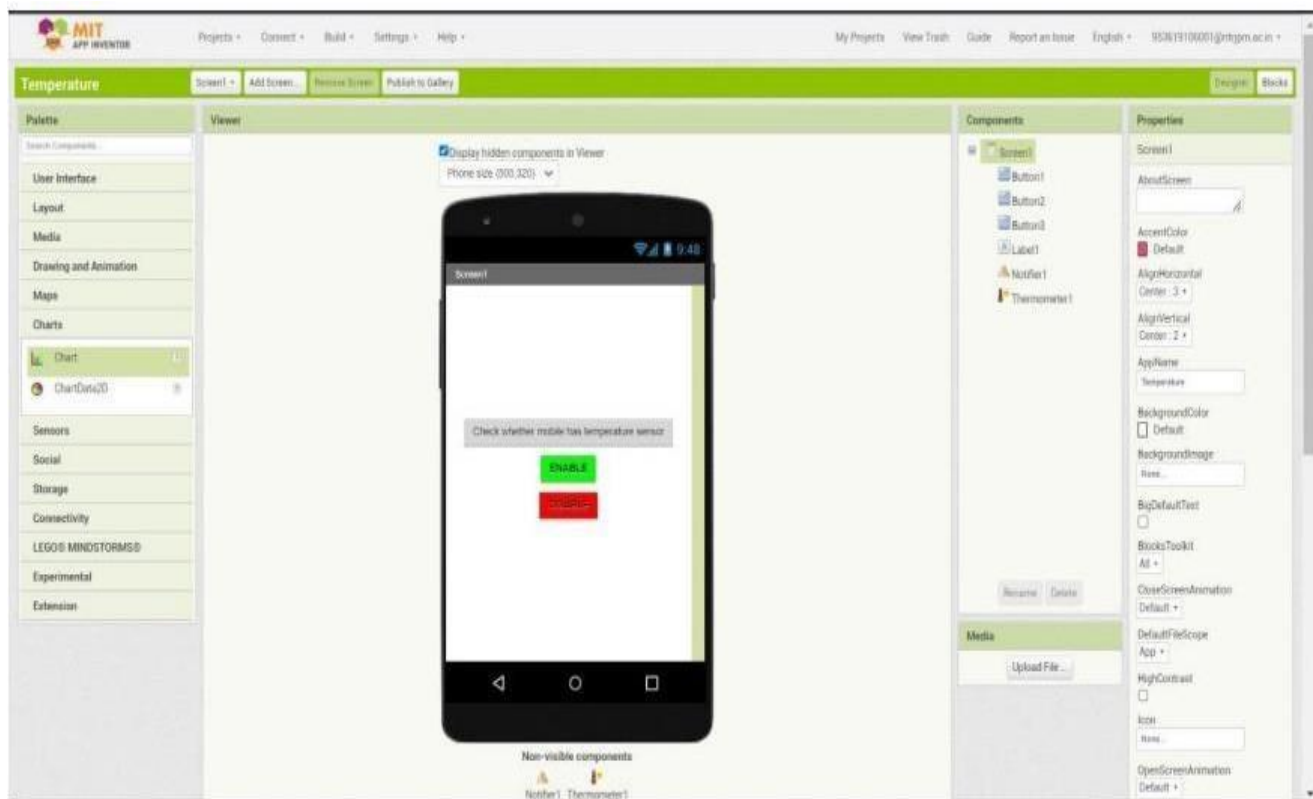 MIT
APP INVENTOR
Projects Connect Build Settings Help
My Projects View Trash Guide Report an Issue English
Temperature
Screen1 Add Screen... Remove Screen Publish to Gallery
Designer Blocks
Palette
Search Components...
User Interface
Layout
Media
Drawing and Animation
Maps
Charts
Chart
ChartData2D
Sensors
Social
Storage
Connectivity
LEGO® MINDSTORMS®
Experimental
Extension
Viewer
Display hidden components in Viewer
Phone size
9:48
Screen1
Check whether mobile has temperature sensor
ENABLE
Non-visible components
Notifier1 Thermometer1
Components
Screen1
Button1
Button2
Button3
Label1
Notifier1
Thermometer1
Rename Delete
Media
Upload File ...
Properties
Screen1
AboutScreen
AccentColor
Default
AlignHorizontal
Center : 3
AlignVertical
Center : 2
AppName
Temperature
BackgroundColor
Default
BackgroundImage
None...
BigDefaultText
BlocksToolkit
All
CloseScreenAnimation
Default
DefaultFileScope
App
HighContrast
Icon
None...
OpenScreenAnimation
Default